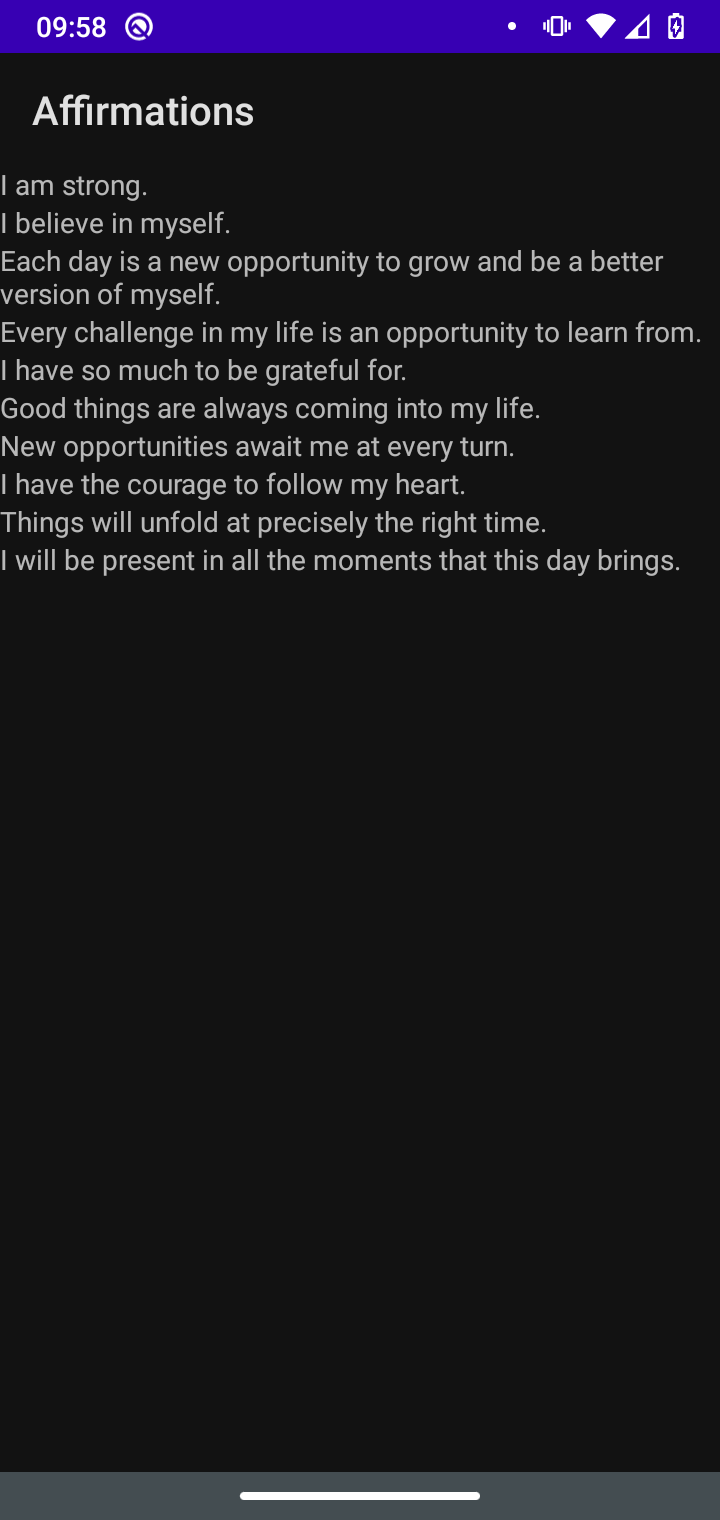 09:58
Affirmations
I am strong.
I believe in myself.
Each day is a new opportunity to grow and be a better
version of myself.
Every challenge in my life is an opportunity to learn from.
I have so much to be grateful for.
Good things are always coming into my life.
New opportunities await me at every turn.
I have the courage to follow my heart.
Things will unfold at precisely the right time.
I will be present in all the moments that this day brings.